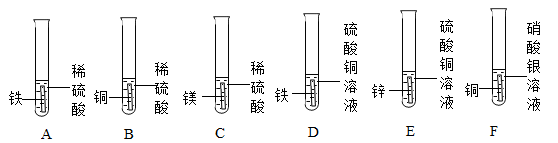 铁 稀硫酸
铜 稀硫酸
镁 稀硫酸
铁 硫酸铜溶液
锌 硫酸铜溶液
铜 硝酸银溶液
A B C D E F